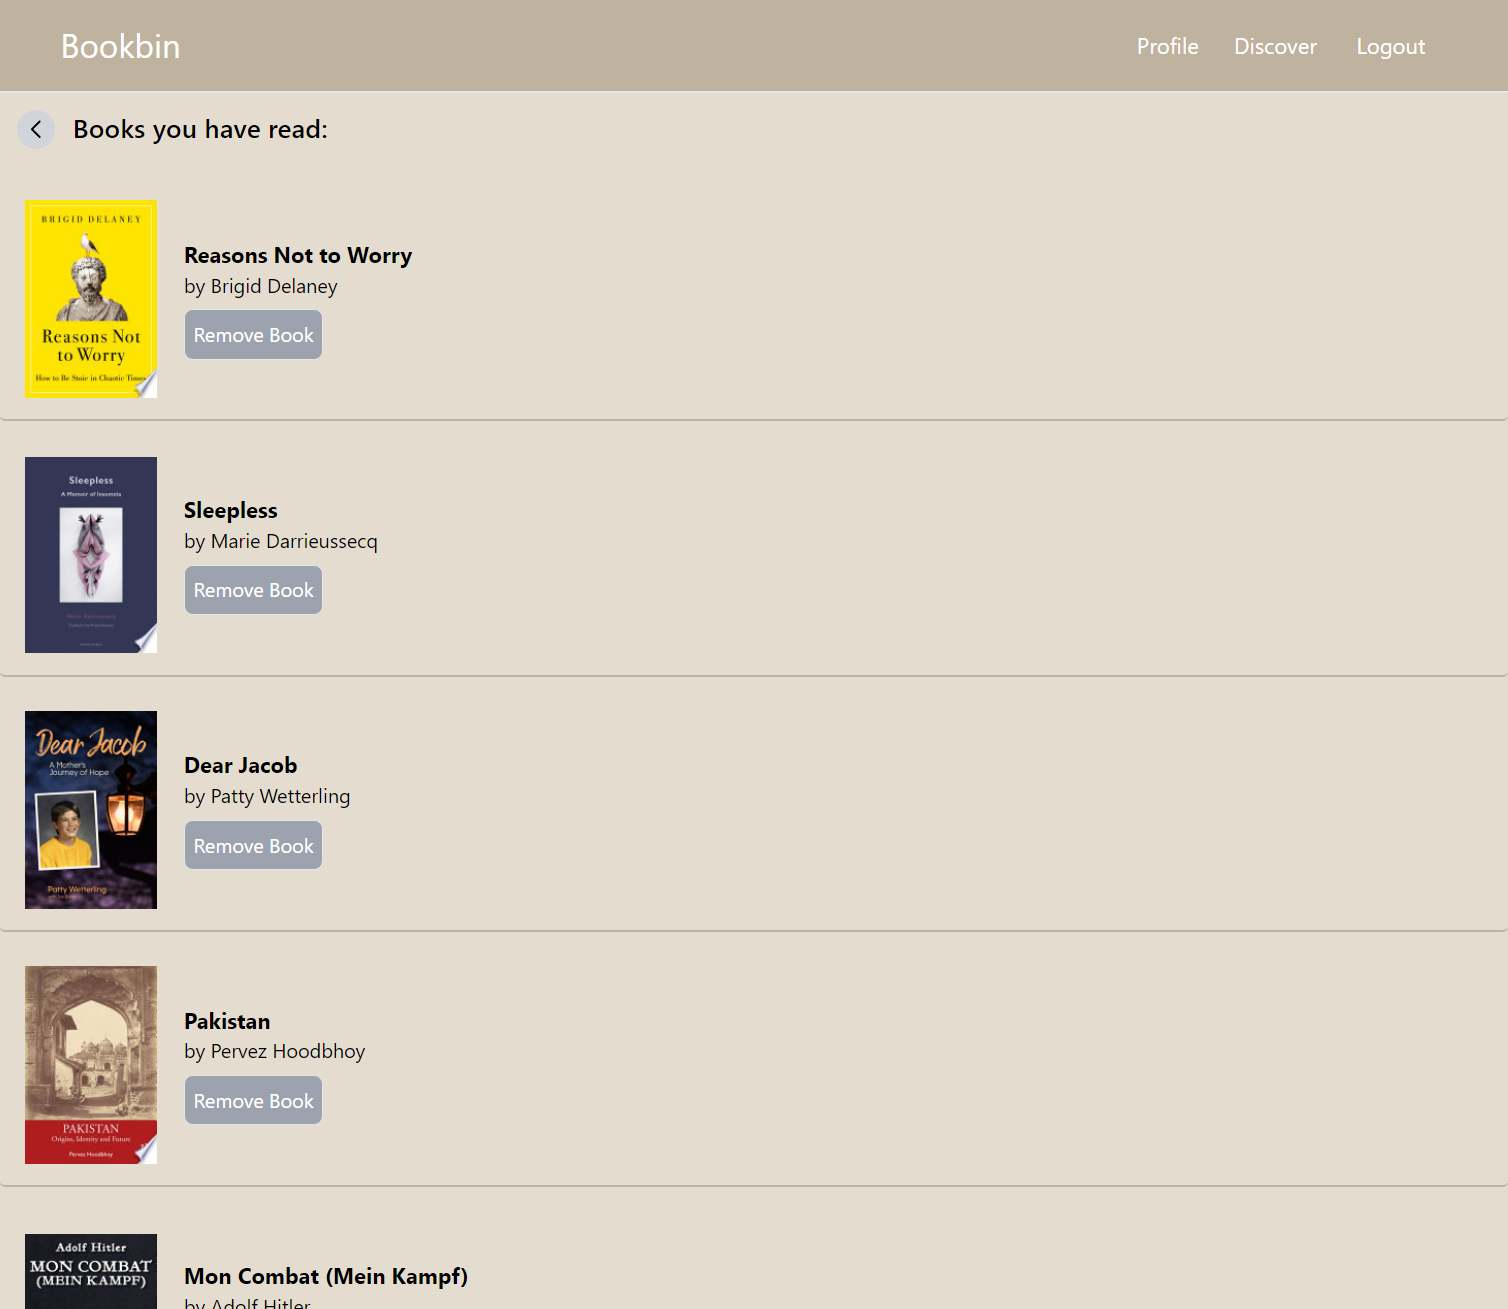 Bookbin
Profile
Discover
Logout
Books you have read:
BRIGID DELANEY
Reasons Not
to Worry
How to Be Stoic in Chaotic Times
Reasons Not to Worry
by Brigid Delaney
Remove Book
Sleepless
A Memoir of Insomnia
Sleepless
by Marie Darrieussecq
Remove Book
Dear Jacob
A Mother's
Journey of Hope
Patty Wetterling
Dear Jacob
by Patty Wetterling
Remove Book
PAKISTAN
Origins, Identity and Future
Pervez Hoodbhoy
Pakistan
by Pervez Hoodbhoy
Remove Book
Adolf Hitler
MON COMBAT
(MEIN KAMPF)
Mon Combat (Mein Kampf)
by Adolf Hitler